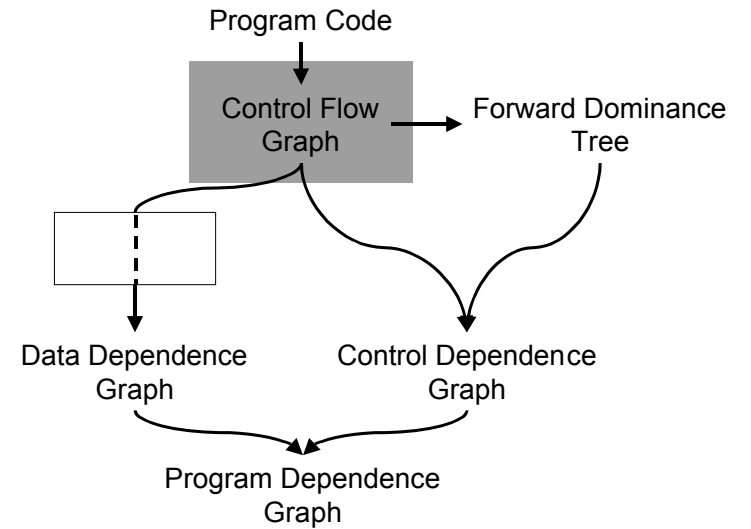 Program Code
Control Flow
Graph
Forward Dominance
Tree
Data Dependence
Graph
Control Dependence
Graph
Program Dependence
Graph